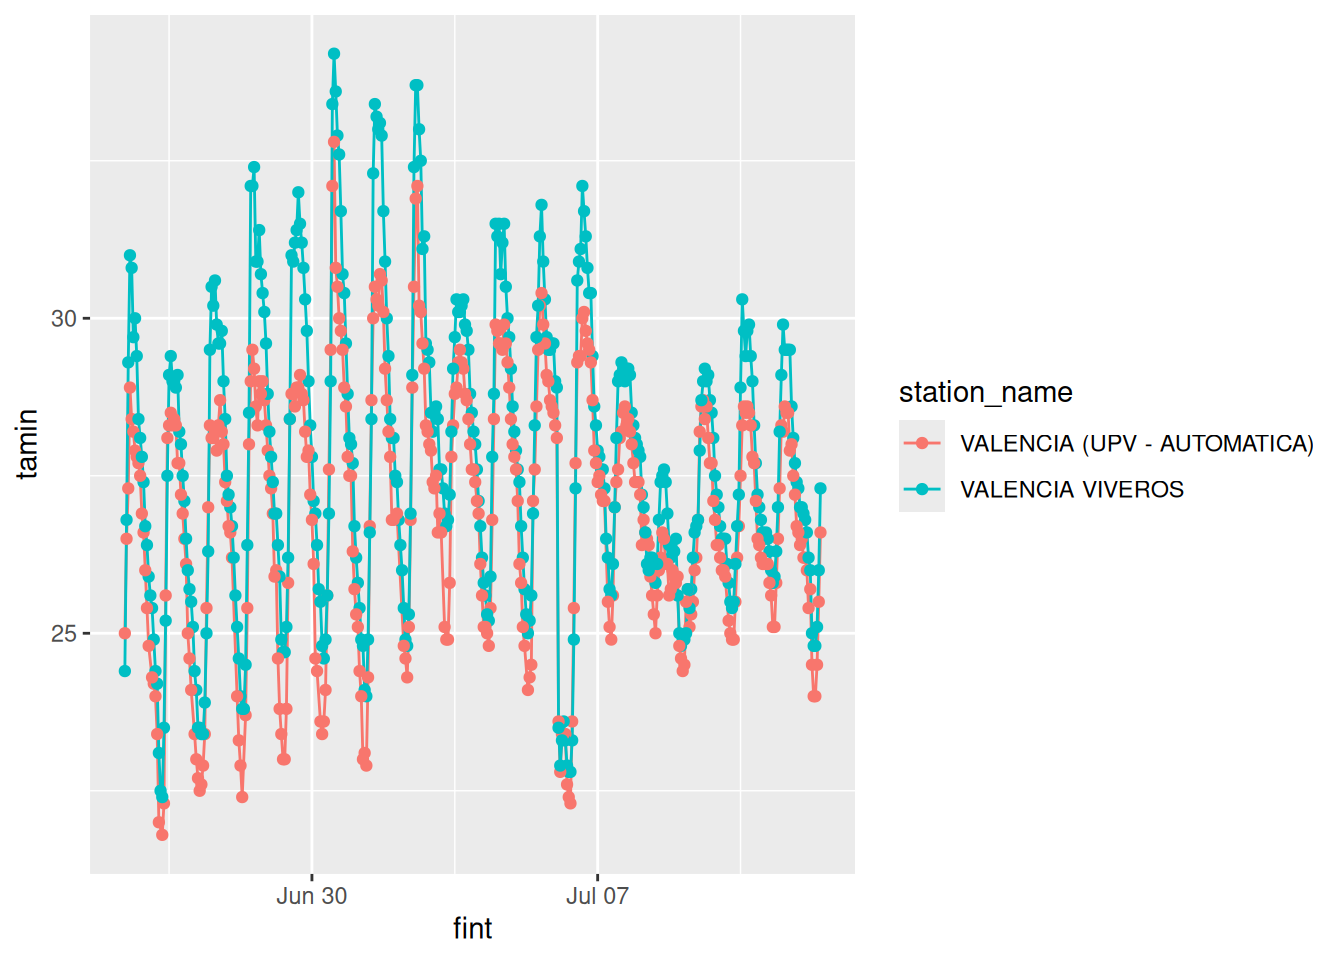 30
25
tamin
Jun 30
Jul 07
fint
station_name
VALENCIA (UPV - AUTOMATICA)
VALENCIA VIVEROS